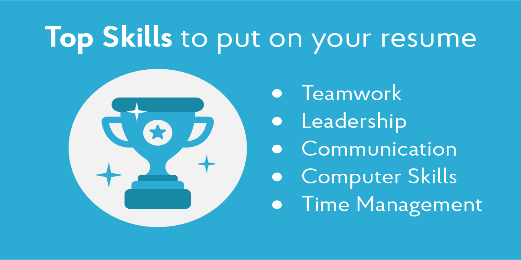 Top Skills to put on your resume
Teamwork
Leadership
Communication
Computer Skills
Time Management